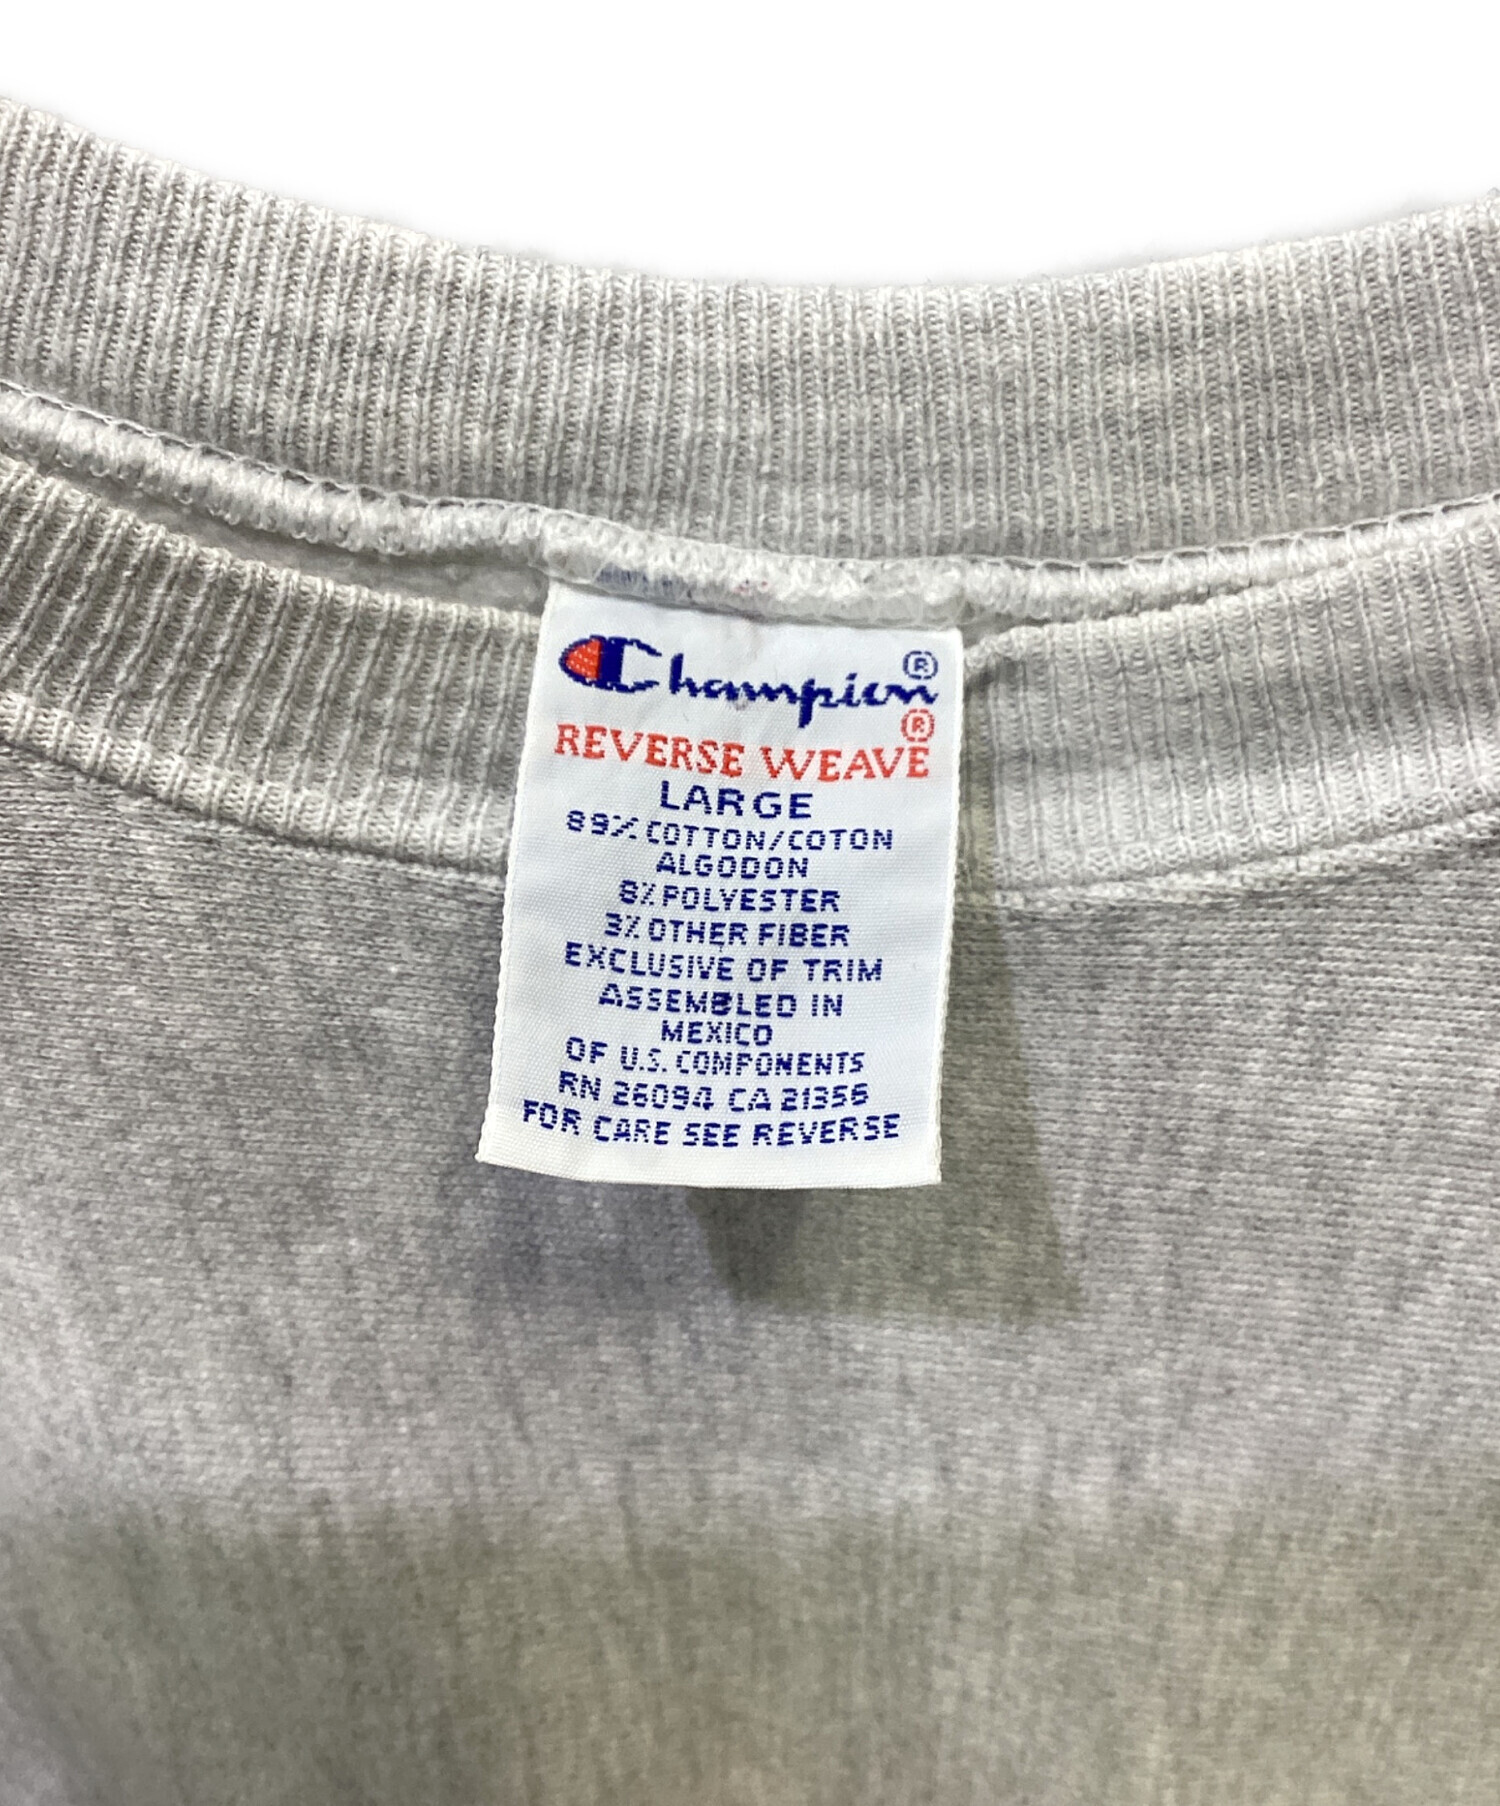 Champion®
REVERSE WEAVE®
LARGE
89% COTTON/COTON
ALGODON
8% POLYESTER
3% OTHER FIBER
EXCLUSIVE OF TRIM
ASSEMBLED IN
MEXICO
OF U.S. COMPONENTS
RN 26094 CA 21356
FOR CARE SEE REVERSE